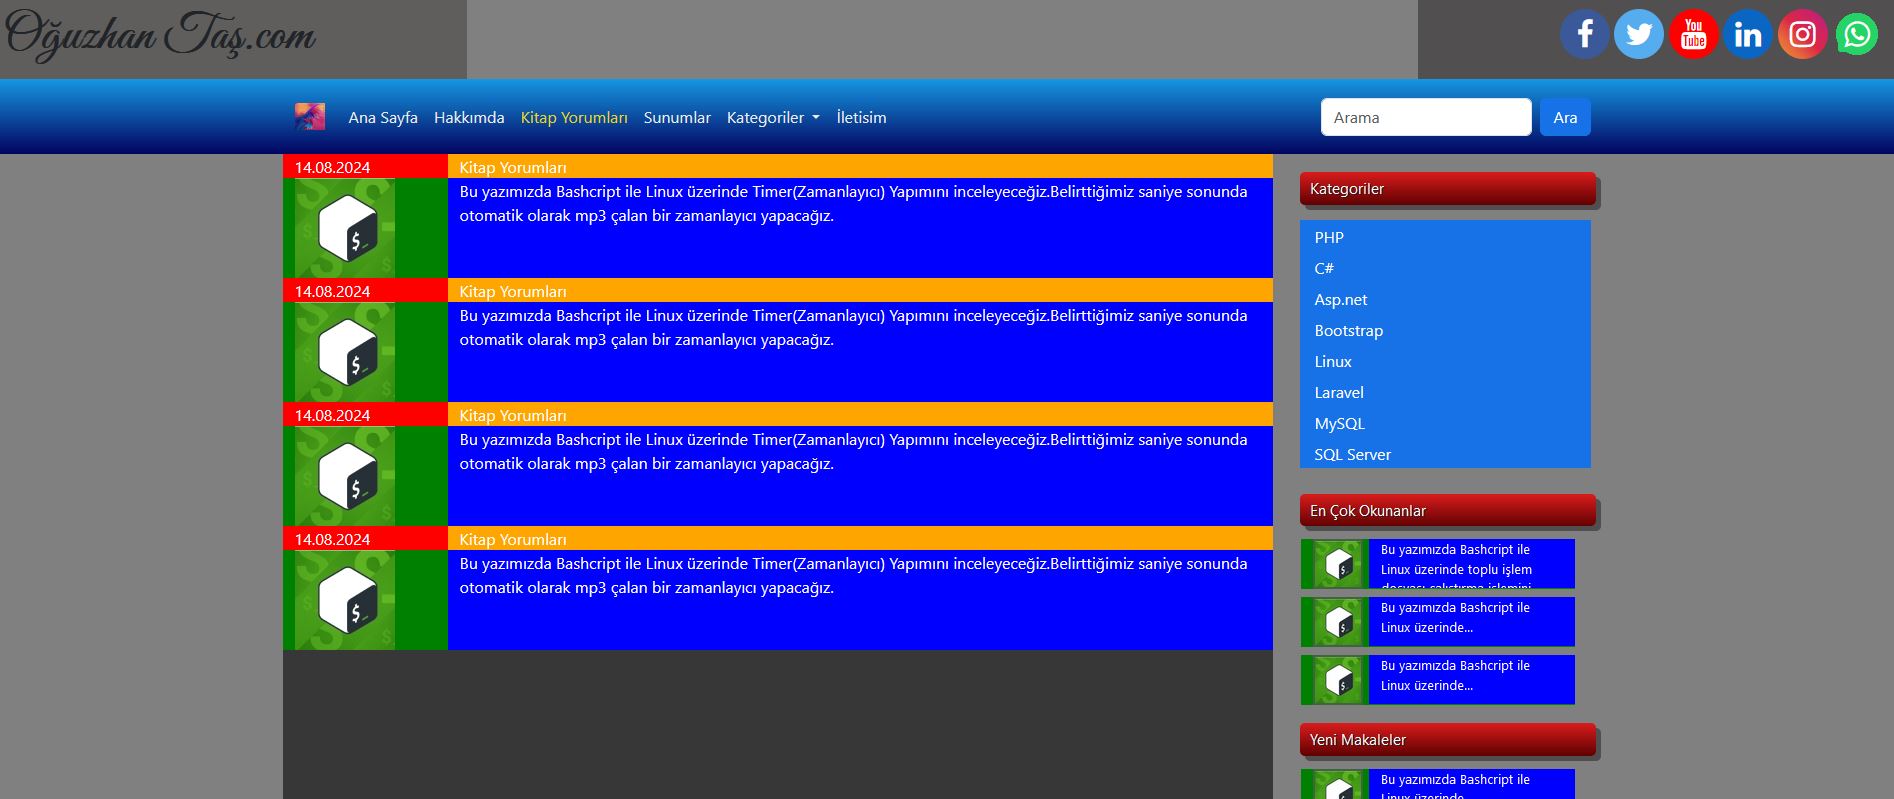 Oğuzhan Taş.com
You
Tube
in
Ana Sayfa Hakkımda Kitap Yorumları Sunumlar Kategoriler İletisim
Arama Ara
14.08.2024 Kitap Yorumları
Bu yazımızda Bashcript ile Linux üzerinde Timer(Zamanlayıcı) Yapımını inceleyeceğiz.Belirttiğimiz saniye sonunda
otomatik olarak mp3 çalan bir zamanlayıcı yapacağız.
14.08.2024 Kitap Yorumları
Bu yazımızda Bashcript ile Linux üzerinde Timer(Zamanlayıcı) Yapımını inceleyeceğiz.Belirttiğimiz saniye sonunda
otomatik olarak mp3 çalan bir zamanlayıcı yapacağız.
14.08.2024 Kitap Yorumları
Bu yazımızda Bashcript ile Linux üzerinde Timer(Zamanlayıcı) Yapımını inceleyeceğiz.Belirttiğimiz saniye sonunda
otomatik olarak mp3 çalan bir zamanlayıcı yapacağız.
14.08.2024 Kitap Yorumları
Bu yazımızda Bashcript ile Linux üzerinde Timer(Zamanlayıcı) Yapımını inceleyeceğiz.Belirttiğimiz saniye sonunda
otomatik olarak mp3 çalan bir zamanlayıcı yapacağız.
Kategoriler
PHP
C#
Asp.net
Bootstrap
Linux
Laravel
MySQL
SQL Server
En Çok Okunanlar
Bu yazımızda Bashcript ile
Linux üzerinde toplu işlem
dosyası çalıştırma işlemini
Bu yazımızda Bashcript ile
Linux üzerinde...
Bu yazımızda Bashcript ile
Linux üzerinde...
Yeni Makaleler
Bu yazımızda Bashcript ile
Linux üzerinde